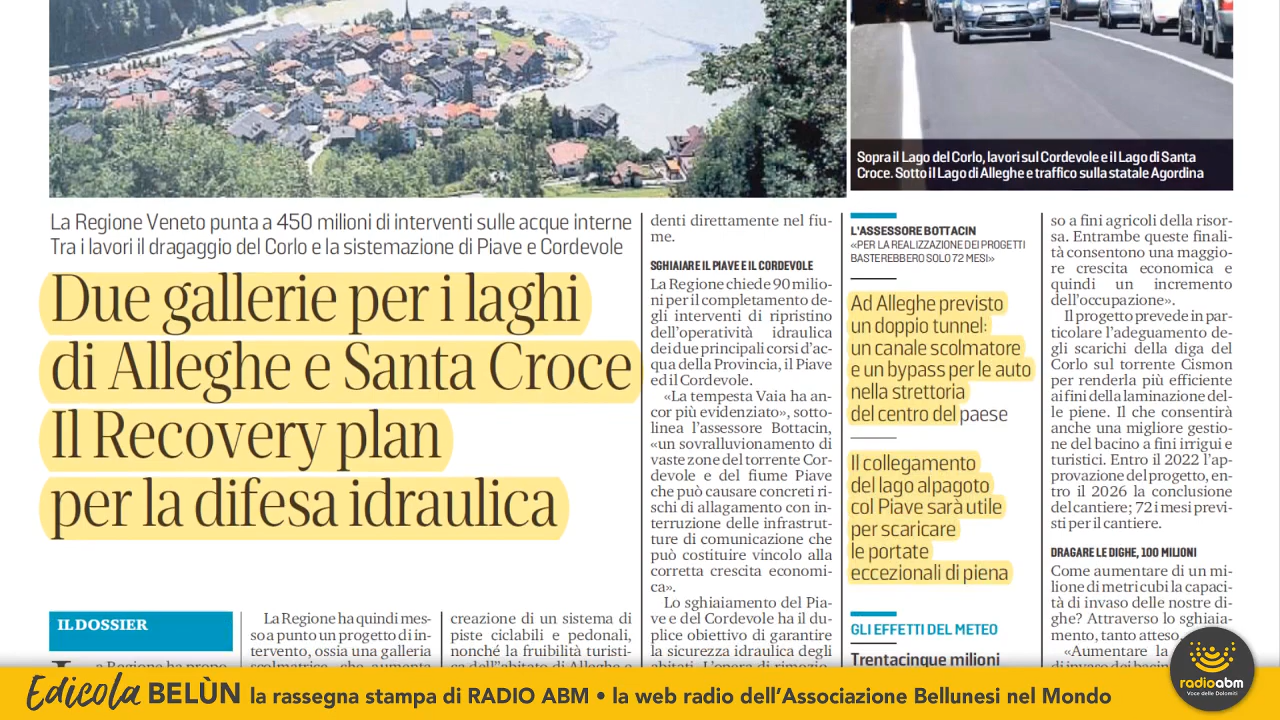 Sopra il Lago del Corlo, lavori sul Cordevole e il Lago di Santa
Croce. Sotto il Lago di Alleghe e traffico sulla statale Agordina
La Regione Veneto punta a 450 milioni di interventi sulle acque interne
Tra i lavori il dragaggio del Corlo e la sistemazione di Piave e Cordevole
Due gallerie per i laghi
di Alleghe e Santa Croce
Il Recovery plan
per la difesa idraulica
IL DOSSIER
La Regione ha quindi mes-
so a punto un progetto di in-
tervento, ossia una galleria
creazione di un sistema di
piste ciclabili e pedonali,
nonché la fruibilità turisti-
denti direttamente nel fiu-
me.
SGHIAIARE IL PIAVE E IL CORDEVOLE
La Regione chiede 90 milio-
ni per il completamento de-
gli interventi di ripristino
dell'operatività idraulica
dei due principali corsi d'ac-
qua della Provincia, il Piave
ed il Cordevole.
«La tempesta Vaia ha an-
cor più evidenziato», sotto-
linea l'assessore Bottacin,
«un sovralluvionamento di
vaste zone del torrente Cor-
devole e del fiume Piave
che può causare concreti ri-
schi di allagamento con in-
terruzione delle infrastrut-
ture di comunicazione che
può costituire vincolo alla
corretta crescita economi-
ca».
Lo sghiaiamento del Pia-
ve e del Cordevole ha il du-
plice obiettivo di garantire
la sicurezza idraulica degli
L'ASSESSORE BOTTACIN
«PER LA REALIZZAZIONE DEI PROGETTI
BASTEREBBERO SOLO 72 MESI»
Ad Alleghe previsto
un doppio tunnel:
un canale scolmatore
e un bypass per le auto
nella strettoria
del centro del paese
Il collegamento
del lago alpagoto
col Piave sarà utile
per scaricare
le portate
eccezionali di piena
GLI EFFETTI DEL METEO
Trentacinque milioni
so a fini agricoli della risor-
sa. Entrambe queste finali-
tà consentono una maggio-
re crescita economica e
quindi un incremento
dell'occupazione».
Il progetto prevede in par-
ticolare l'adeguamento de-
gli scarichi della diga del
Corlo sul torrente Cismon
per renderla più efficiente
ai fini della laminazione del-
le piene. Il che consentirà
anche una migliore gestio-
ne del bacino a fini irrigui e
turistici. Entro il 2022 l'ap-
provazione del progetto, en-
tro il 2026 la conclusione
del cantiere; 72 i mesi previ-
sti per il cantiere.
DRAGARE LE DIGHE, 100 MILIONI
Come aumentare di un mi-
lione di metri cubi la capaci-
tà di invaso delle nostre di-
ghe? Attraverso lo sghiaia-
mento, tanto atteso
«Aumentare la
Edicola BELÙN la rassegna stampa di RADIO ABM • la web radio dell'Associazione Bellunesi nel Mondo
radioabm
Voce delle Dolomiti